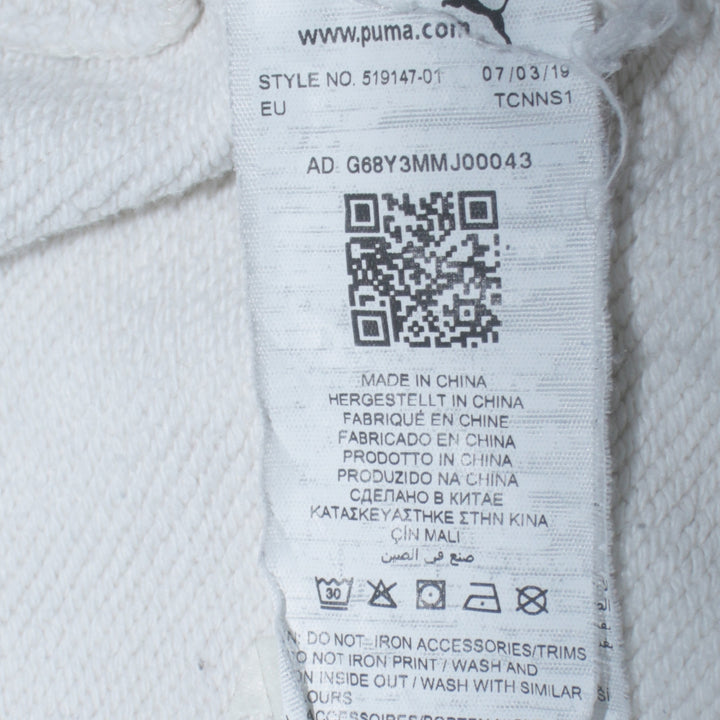 www.puma.com
STYLE NO. 519147-01 07/03/19
EU TCNNS1
AD: G68Y3MMJ00043
MADE IN CHINA
HERGESTELLT IN CHINA
FABRIQUÉ EN CHINE
FABRICADO EN CHINA
PRODOTTO IN CHINA
PRODUZIDO NA CHINA
СДЕЛАНО В КИТАЕ
ΚΑΤΑΣΚΕΥΑΣΤΗΚΕ ΣΤΗΝ ΚΙΝΑ
ÇİN MALI
صنع في الصين
30
DO NOT IRON ACCESSORIES/TRIMS
NOT IRON PRINT / WASH AND
INSIDE OUT / WASH WITH SIMILAR